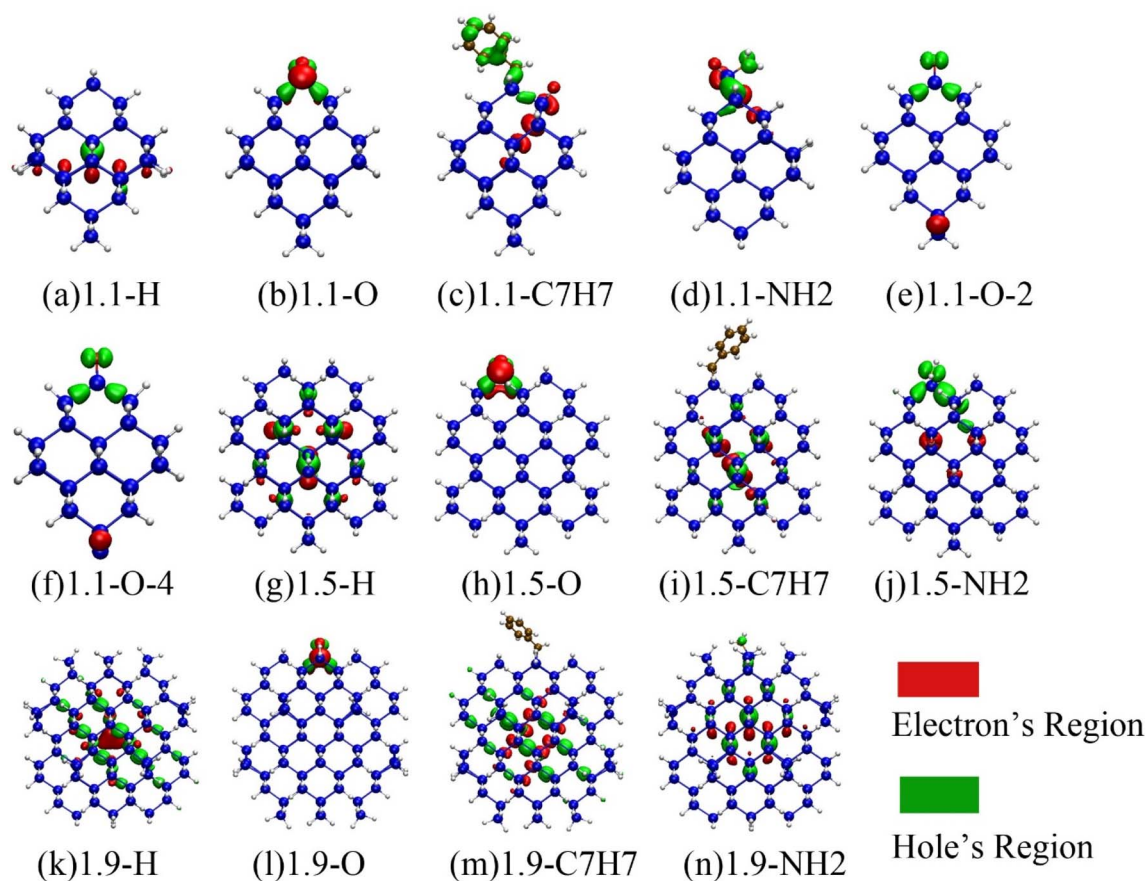 (a)1.1-H (b)1.1-O (c)1.1-C7H7 (d)1.1-NH2 (e)1.1-O-2
(f)1.1-O-4 (g)1.5-H (h)1.5-O (i)1.5-C7H7 (j)1.5-NH2
Electron's Region
Hole's Region
(k)1.9-H (l)1.9-O (m)1.9-C7H7 (n)1.9-NH2